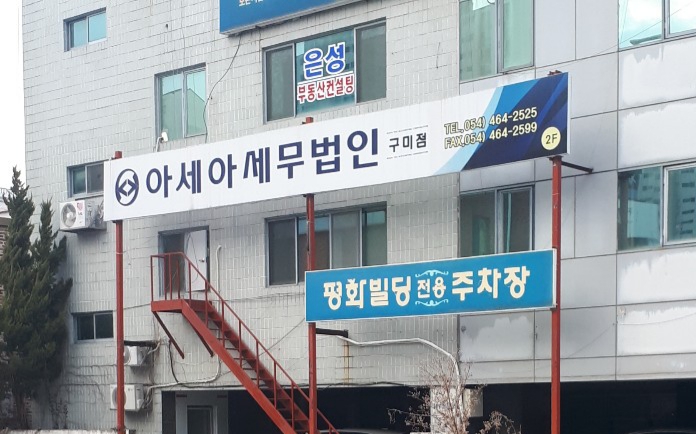 은성
부동산컨설팅
아세아세무법인 구미점
TEL.054) 464-2525
FAX.054) 464-2599
2F
평화빌딩 전용 주차장